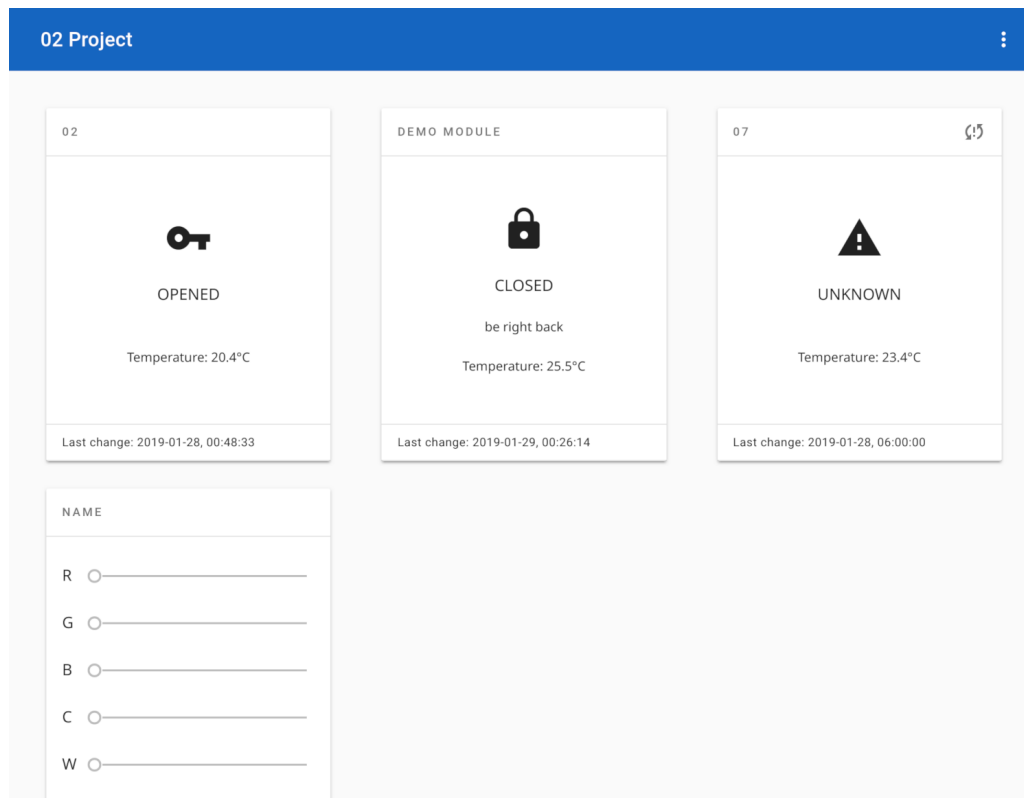 02 Project
02
OPENED
Temperature: 20.4°C
Last change: 2019-01-28, 00:48:33
DEMO MODULE
CLOSED
be right back
Temperature: 25.5°C
Last change: 2019-01-29, 00:26:14
07
UNKNOWN
Temperature: 23.4°C
Last change: 2019-01-28, 06:00:00
NAME
R
G
B
C
W